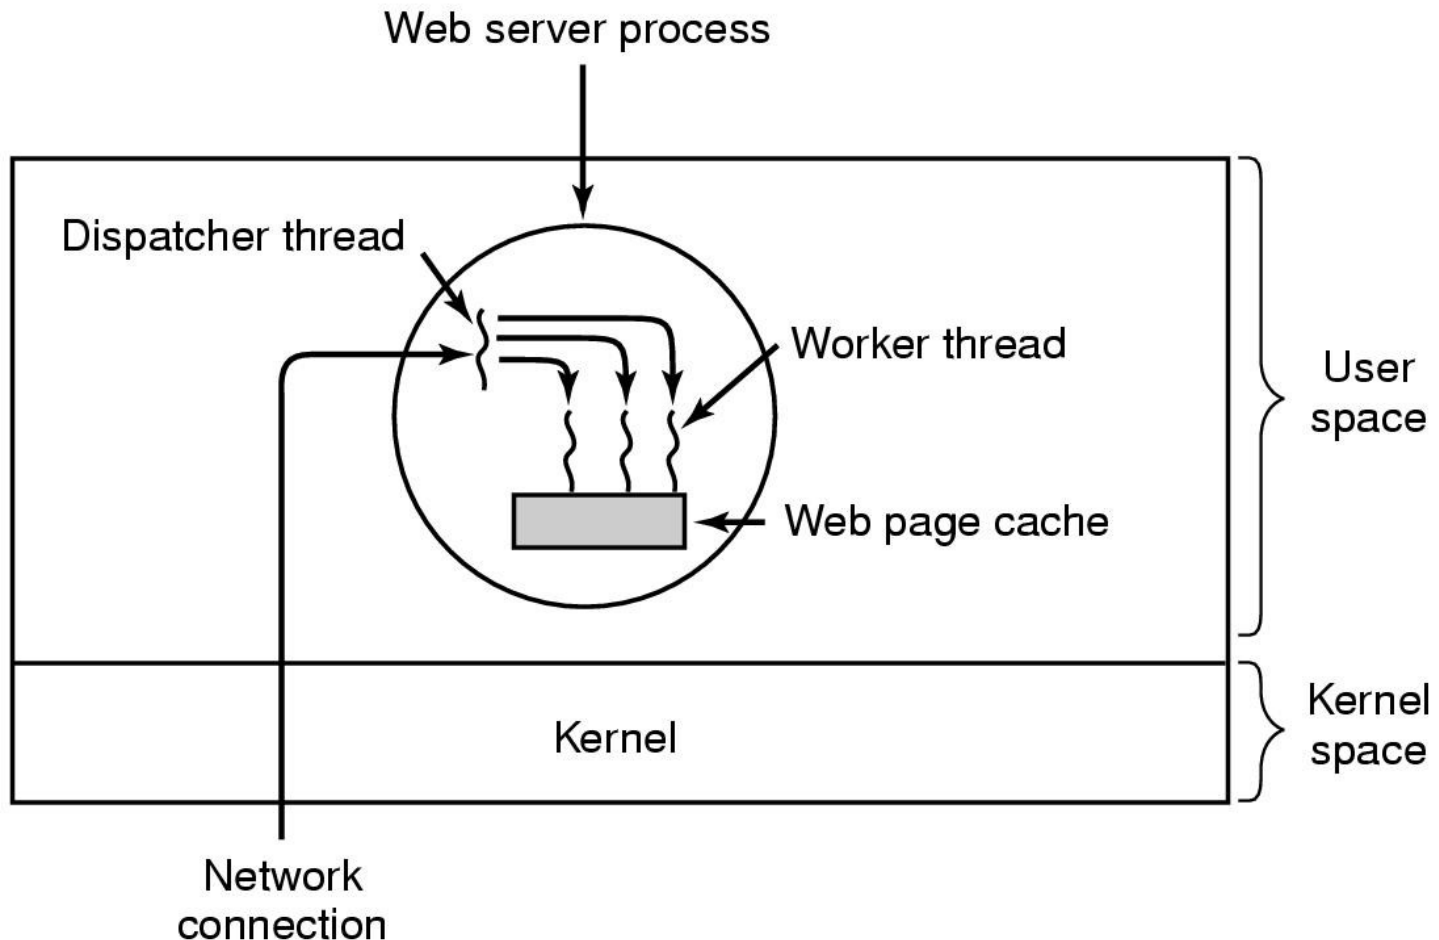 Web server process
Dispatcher thread
Worker thread
User
space
Web page cache
Kernel
Kernel
space
Network
connection